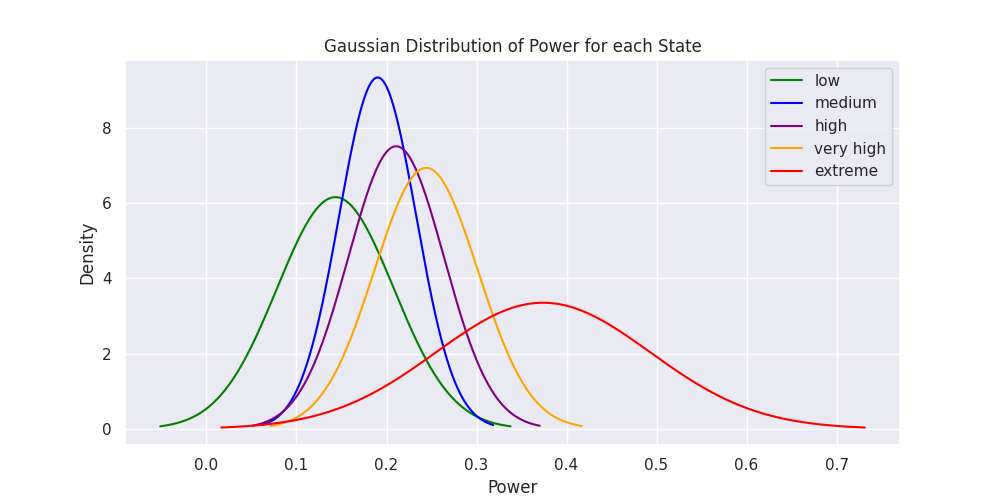 Gaussian Distribution of Power for each State
low
medium
high
very high
extreme
Density
8
6
4
2
0
0.0 0.1 0.2 0.3 0.4 0.5 0.6 0.7
Power